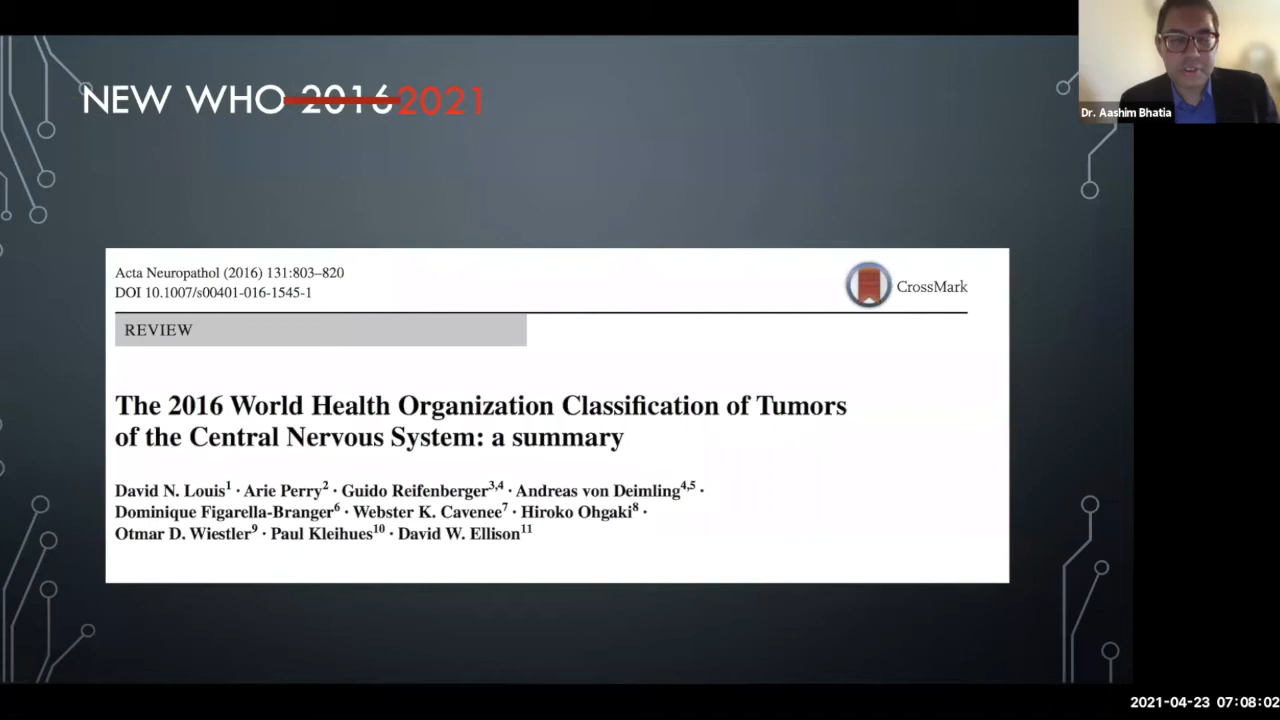 NEW WHO 2016 2021
Dr. Aashim Bhatia
Acta Neuropathol (2016) 131:803–820
DOI 10.1007/s00401-016-1545-1
CrossMark
REVIEW
The 2016 World Health Organization Classification of Tumors
of the Central Nervous System: a summary
David N. Louis1 · Arie Perry2 · Guido Reifenberger3,4 · Andreas von Deimling4,5 ·
Dominique Figarella-Branger6 · Webster K. Cavenee7 · Hiroko Ohgaki8 ·
Otmar D. Wiestler9 · Paul Kleihues10 · David W. Ellison11
2021-04-23 07:08:02